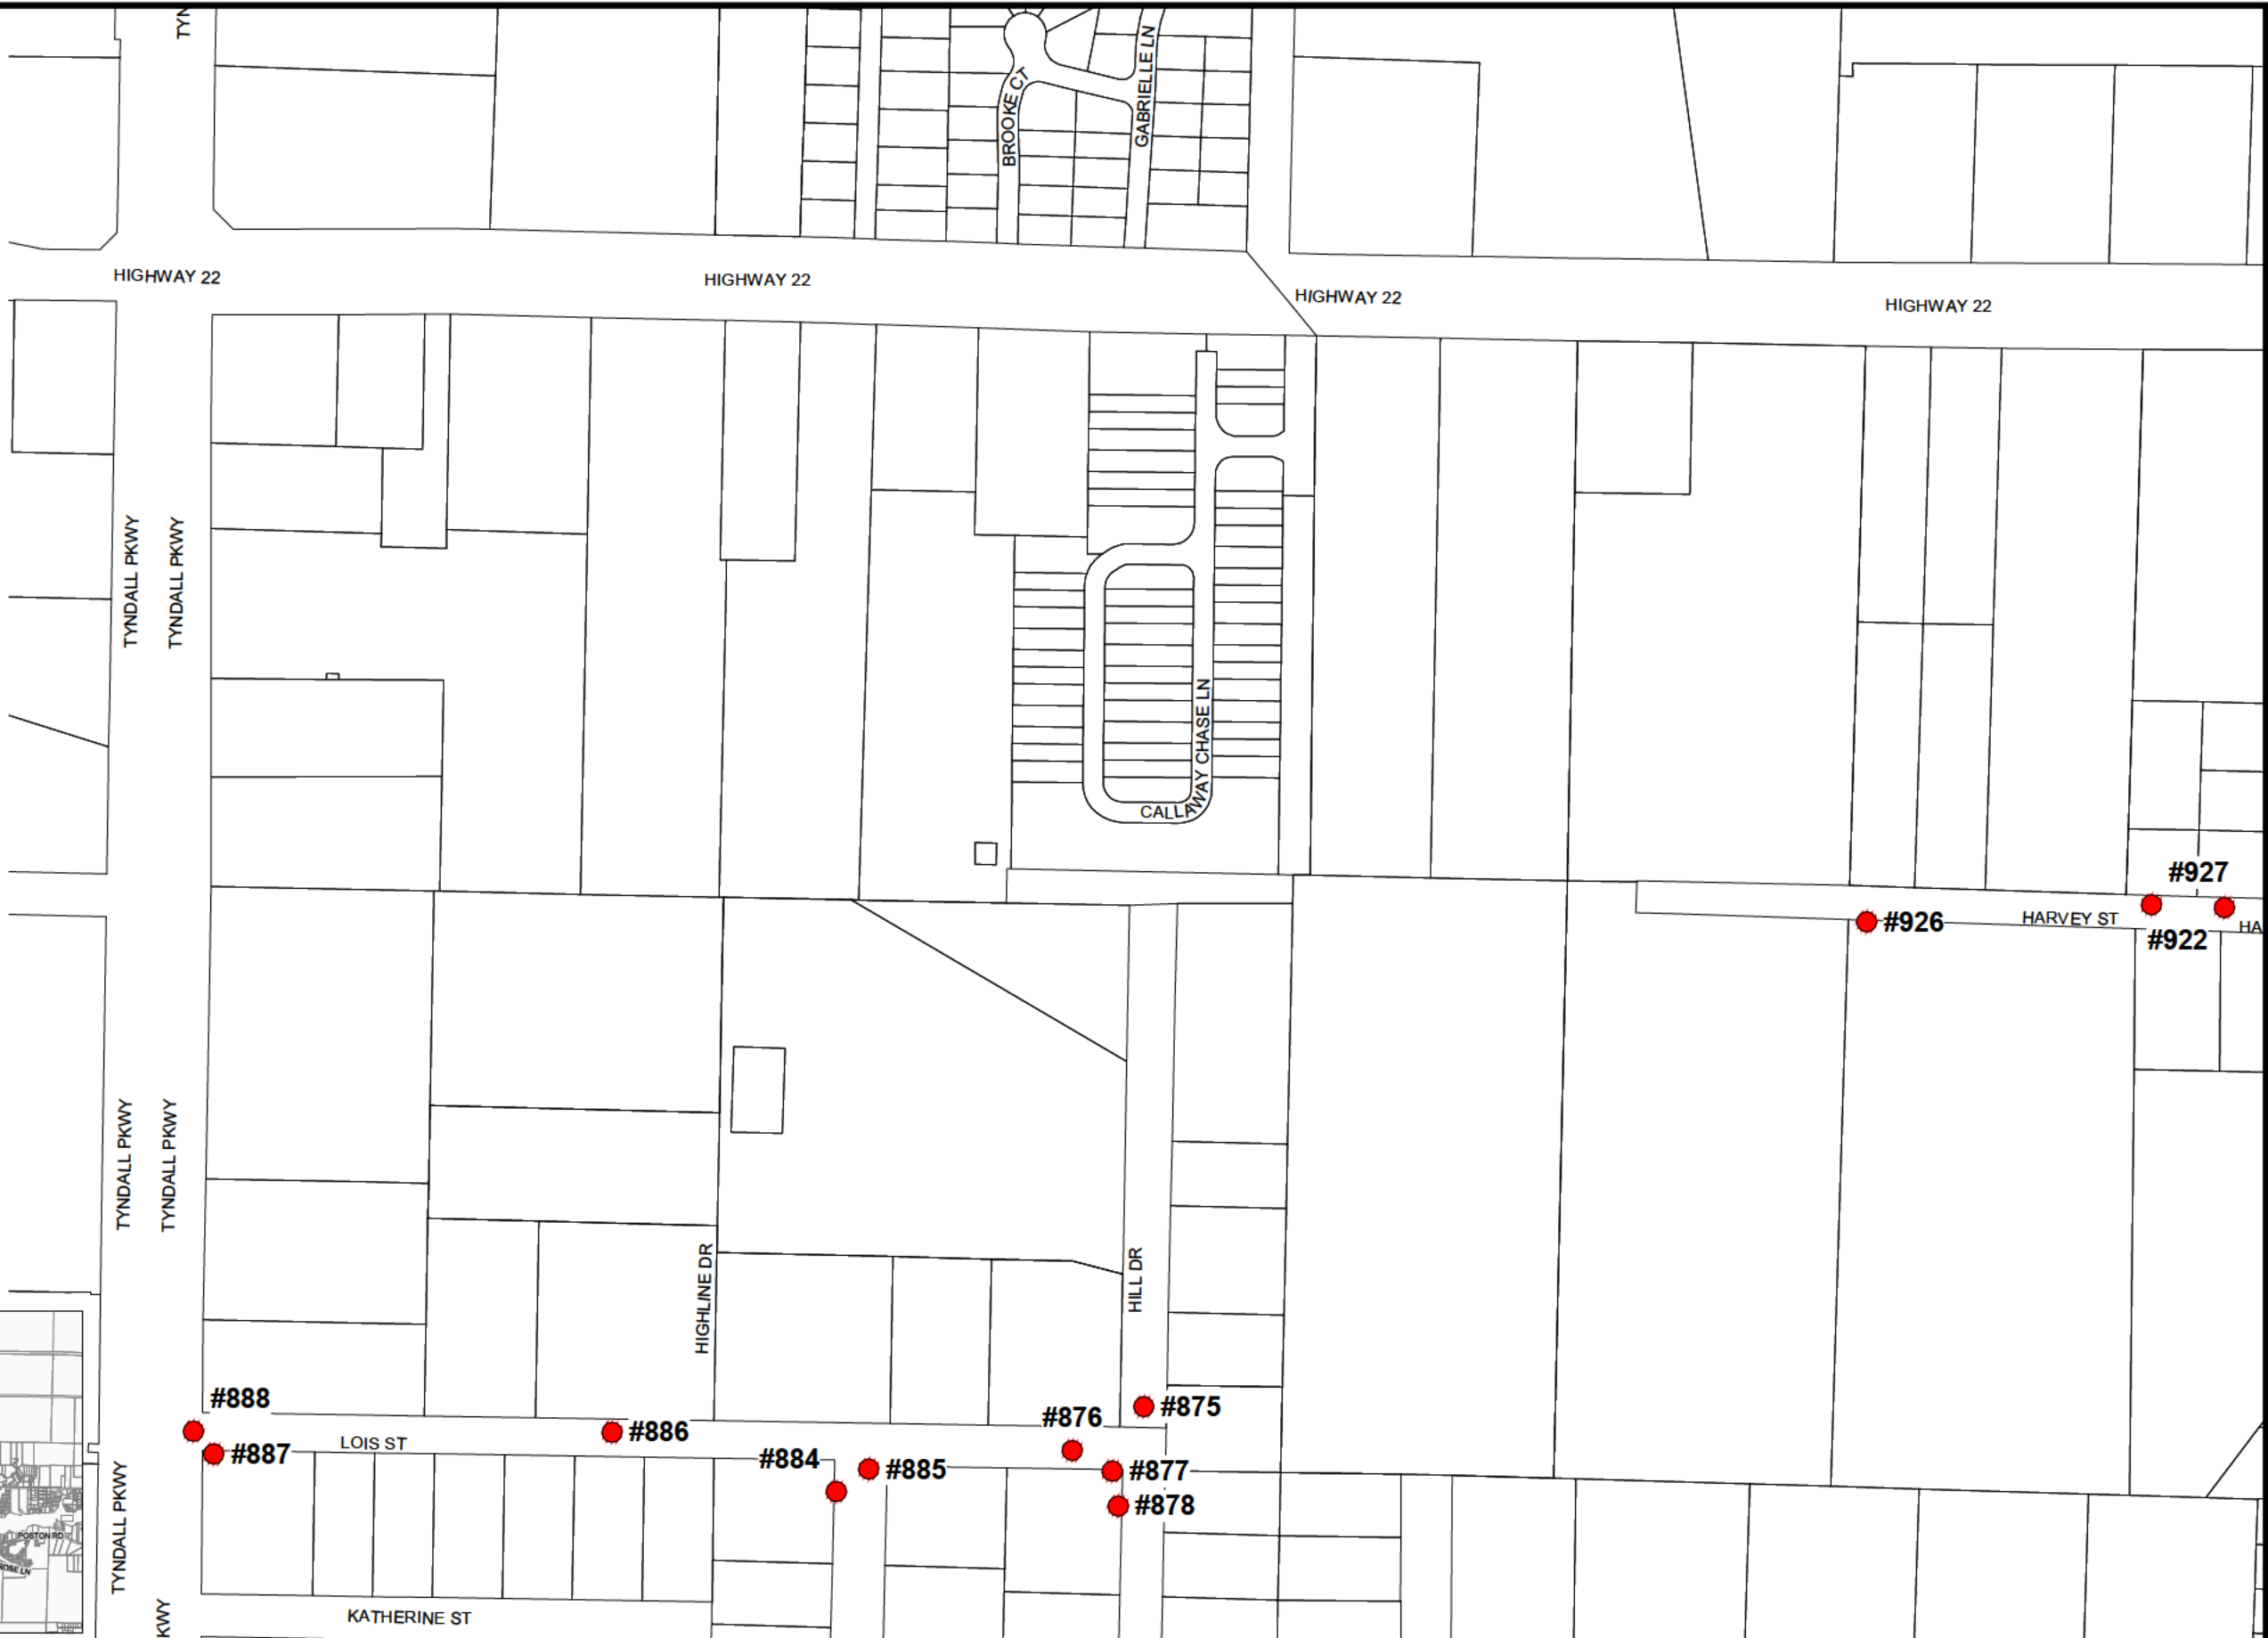 TYN
BROOKE CT
GABRIELLE LN
HIGHWAY 22
HIGHWAY 22
HIGHWAY 22
HIGHWAY 22
TYNDALL PKWY
TYNDALL PKWY
CALLAWAY CHASE LN
#927
#926
HARVEY ST
#922
HA
TYNDALL PKWY
TYNDALL PKWY
HIGHLINE DR
HILL DR
#888
#886
#876
#875
#887
LOIS ST
#884
#885
#877
#878
TYNDALL PKWY
POSTON RD
KATHERINE ST
KWY